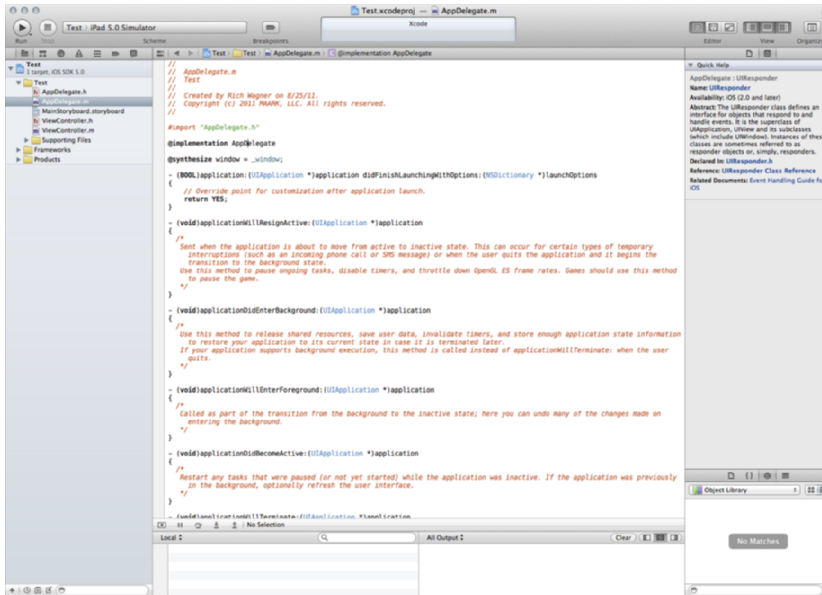 Test.xcodeproj — AppDelegate.m
Test › iPad 5.0 Simulator
Xcode
Run
Stop
Scheme
Breakpoints
Editor
View
Organizer
Test › Test › AppDelegate.m › @implementation AppDelegate
Test
1 target, iOS SDK 5.0
Test
AppDelegate.h
AppDelegate.m
MainStoryboard.storyboard
ViewController.h
ViewController.m
Supporting Files
Frameworks
Products
//
//  AppDelegate.m
//  Test
//
//  Created by Rich Wagner on 8/25/11.
//  Copyright (c) 2011 MAARK, LLC. All rights reserved.
//
#import "AppDelegate.h"
@implementation AppDelegate
@synthesize window = _window;
- (BOOL)application:(UIApplication *)application didFinishLaunchingWithOptions:(NSDictionary *)launchOptions
{
// Override point for customization after application launch.
return YES;
}
- (void)applicationWillResignActive:(UIApplication *)application
{
/*
Sent when the application is about to move from active to inactive state. This can occur for certain types of temporary
interruptions (such as an incoming phone call or SMS message) or when the user quits the application and it begins the
transition to the background state.
Use this method to pause ongoing tasks, disable timers, and throttle down OpenGL ES frame rates. Games should use this method
to pause the game.
*/
}
- (void)applicationDidEnterBackground:(UIApplication *)application
{
/*
Use this method to release shared resources, save user data, invalidate timers, and store enough application state information
to restore your application to its current state in case it is terminated later.
If your application supports background execution, this method is called instead of applicationWillTerminate: when the user
quits.
*/
}
- (void)applicationWillEnterForeground:(UIApplication *)application
{
/*
Called as part of the transition from the background to the inactive state; here you can undo many of the changes made on
entering the background.
*/
}
- (void)applicationDidBecomeActive:(UIApplication *)application
{
/*
Restart any tasks that were paused (or not yet started) while the application was inactive. If the application was previously
in the background, optionally refresh the user interface.
*/
}
- (void)applicationWillTerminate:(UIApplication *)application
No Selection
Local
All Output
Clear
Quick Help
AppDelegate : UIResponder
Name: UIResponder
Availability: iOS (2.0 and later)
Abstract: The UIResponder class defines an
interface for objects that respond to and
handle events. It is the superclass of
UIApplication, UIView and its subclasses
(which include UIWindow). Instances of these
classes are sometimes referred to as
responder objects or, simply, responders.
Declared In: UIResponder.h
Reference: UIResponder Class Reference
Related Documents: Event Handling Guide fo
iOS
{}
Object Library
No Matches